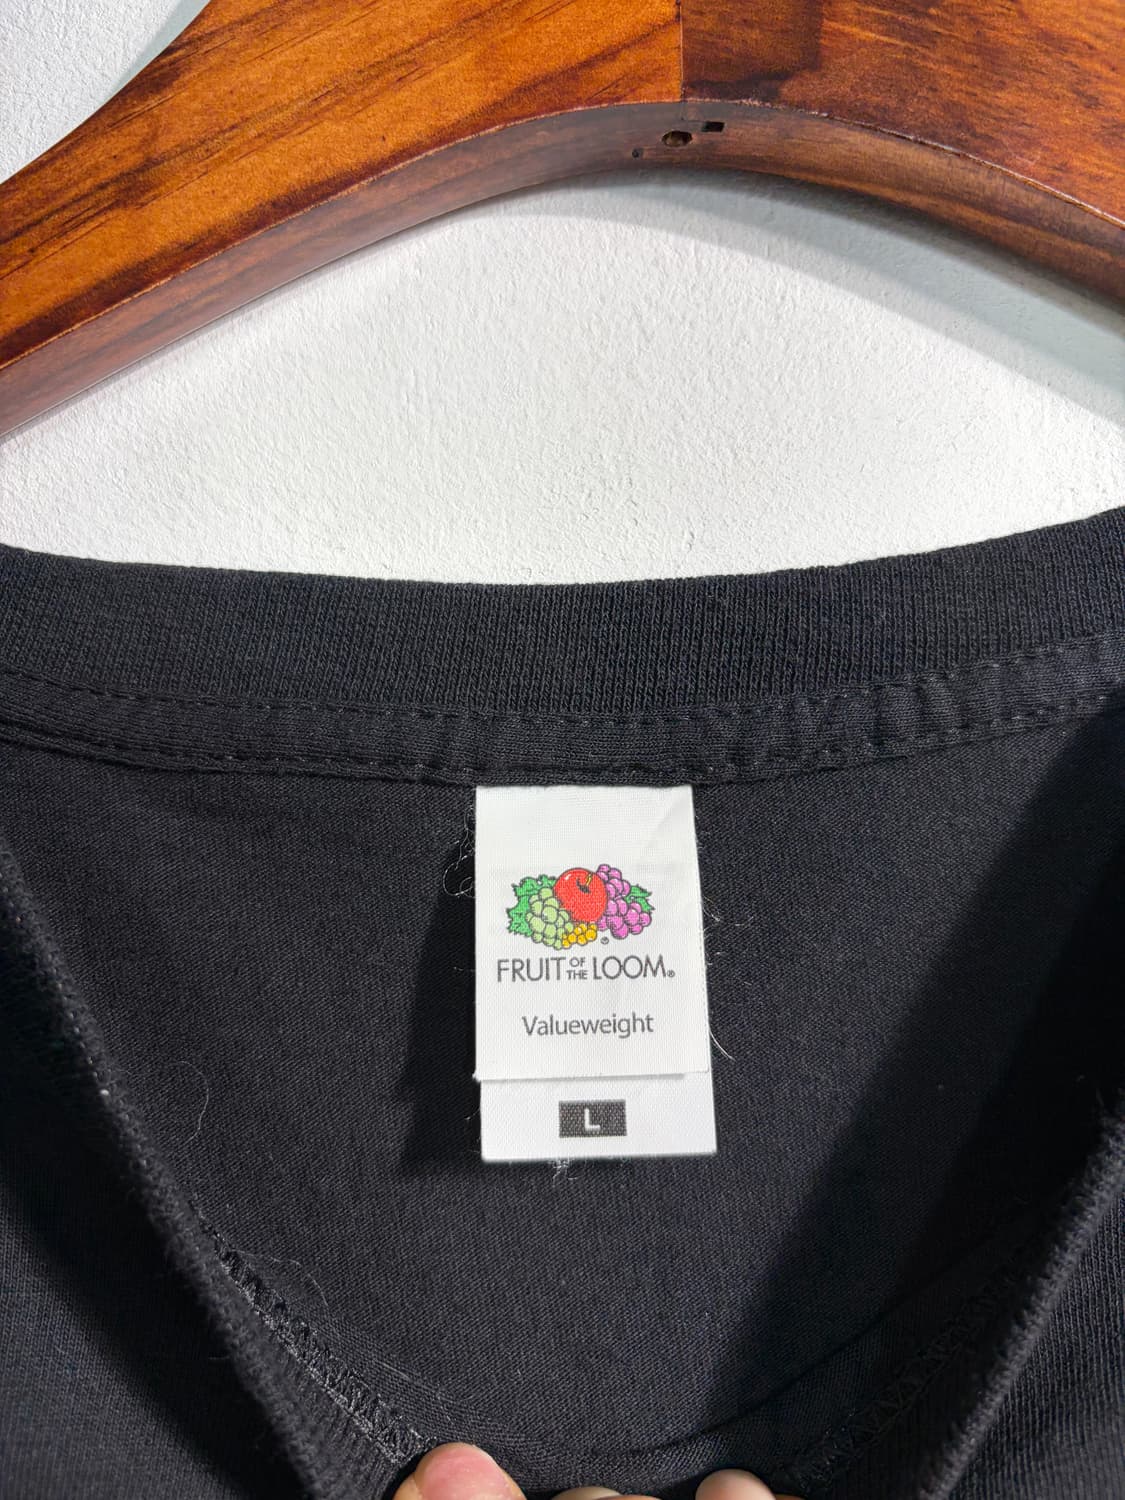 FRUIT OF THE LOOM®
Valueweight
L